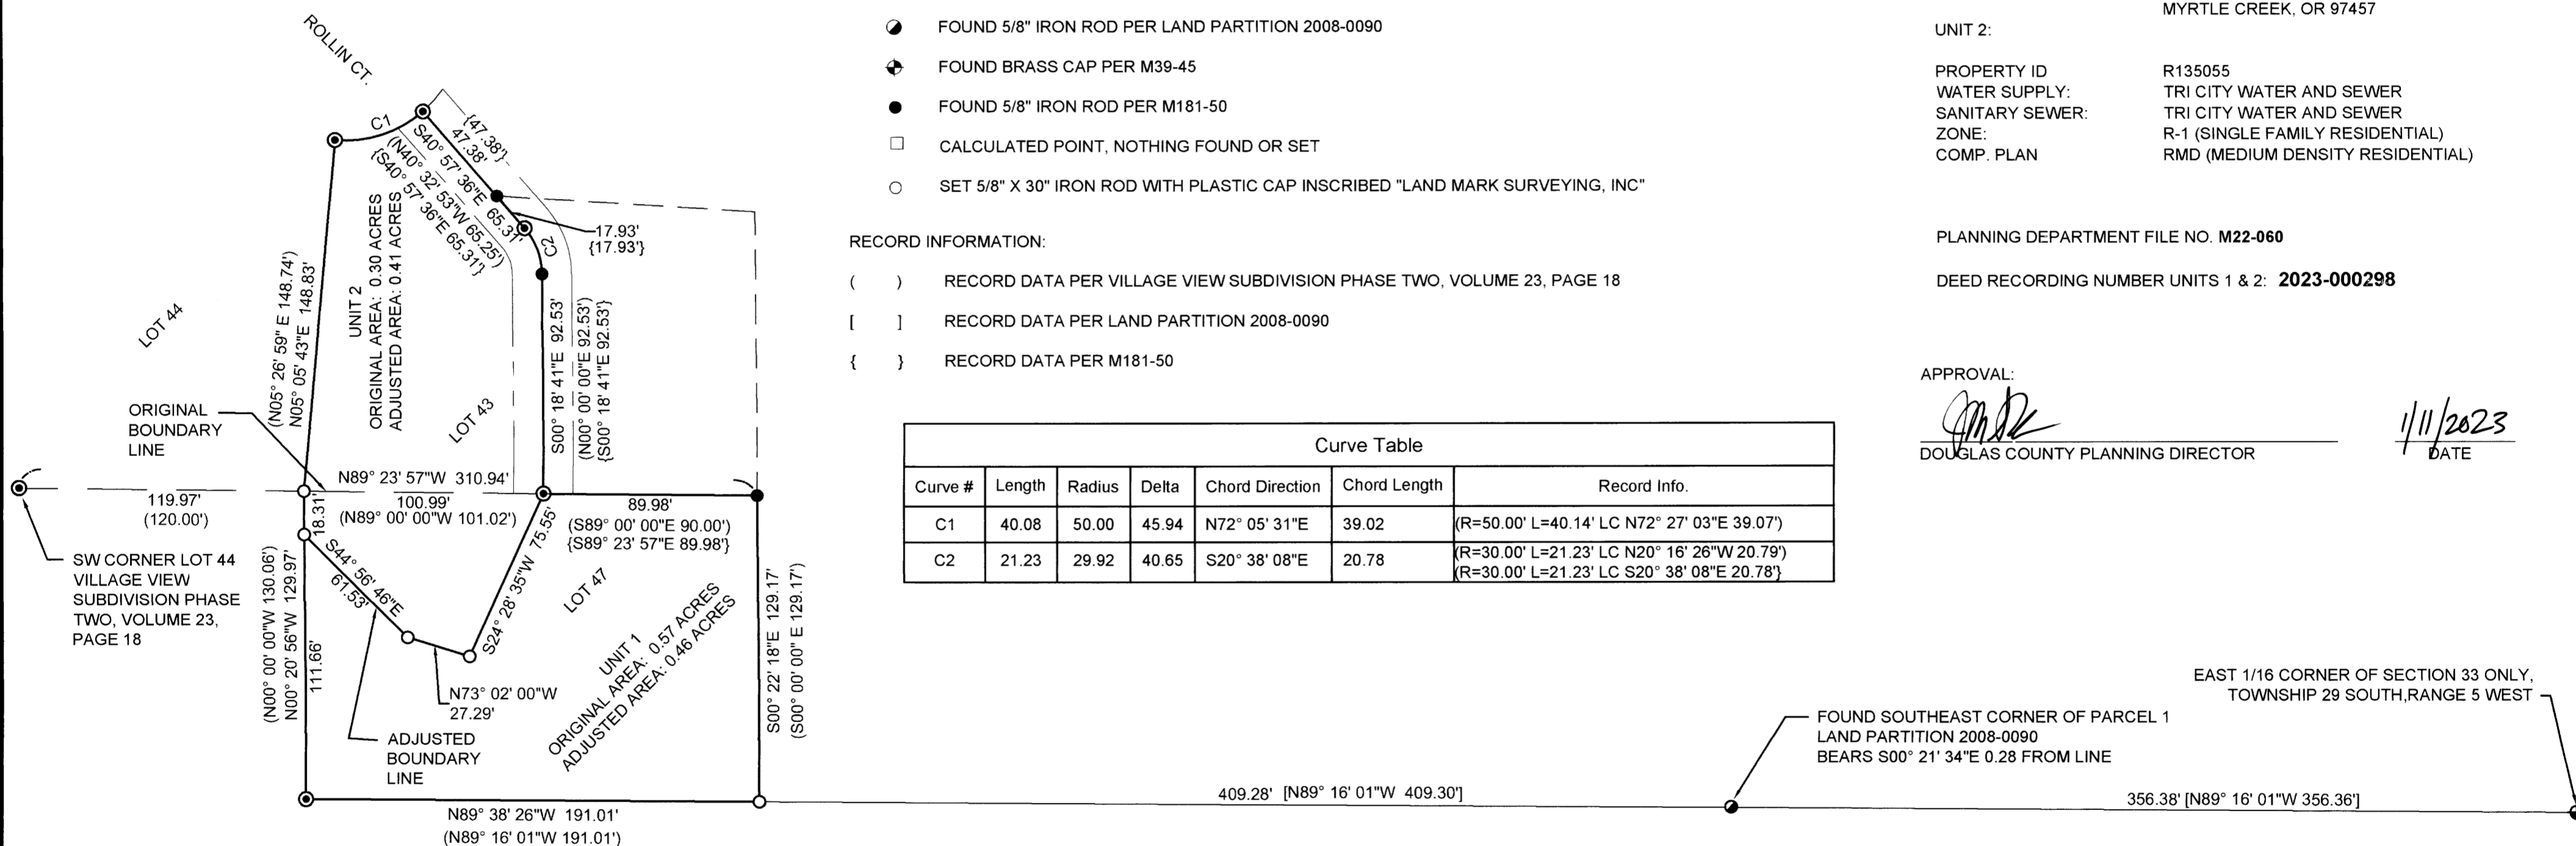 ROLLIN CT.
C1
{47.38'}
47.38'
S40° 57' 36"E 65.31'
(N40° 32' 53"W 65.25')
{S40° 57' 36"E 65.31'}
17.93'
{17.93'}
C2
(N05° 26' 59" E 148.74')
N05° 05' 43"E 148.83'
UNIT 2
ORIGINAL AREA: 0.30 ACRES
ADJUSTED AREA: 0.41 ACRES
LOT 44
LOT 43
S00° 18' 41"E 92.53'
(N00° 00' 00"E 92.53')
{S00° 18' 41"E 92.53'}
ORIGINAL
BOUNDARY
LINE
N89° 23' 57"W 310.94'
119.97'
(120.00')
100.99'
(N89° 00' 00"W 101.02')
89.98'
(S89° 00' 00"E 90.00')
{S89° 23' 57"E 89.98'}
18.31'
SW CORNER LOT 44
VILLAGE VIEW
SUBDIVISION PHASE
TWO, VOLUME 23,
PAGE 18
S44° 56' 46"E
61.53'
S24° 28' 35"W 75.55'
LOT 47
(N00° 00' 00"W 130.06')
N00° 20' 56"W 129.97'
111.66'
N73° 02' 00"W
27.29'
UNIT 1
ORIGINAL AREA: 0.57 ACRES
ADJUSTED AREA: 0.46 ACRES
S00° 22' 18"E 129.17'
(S00° 00' 00" E 129.17')
ADJUSTED
BOUNDARY
LINE
N89° 38' 26"W 191.01'
(N89° 16' 01"W 191.01')
FOUND 5/8" IRON ROD PER LAND PARTITION 2008-0090
FOUND BRASS CAP PER M39-45
FOUND 5/8" IRON ROD PER M181-50
CALCULATED POINT, NOTHING FOUND OR SET
SET 5/8" X 30" IRON ROD WITH PLASTIC CAP INSCRIBED "LAND MARK SURVEYING, INC"
RECORD INFORMATION:
( ) RECORD DATA PER VILLAGE VIEW SUBDIVISION PHASE TWO, VOLUME 23, PAGE 18
[ ] RECORD DATA PER LAND PARTITION 2008-0090
{ } RECORD DATA PER M181-50
Curve Table
Curve # Length Radius Delta Chord Direction Chord Length Record Info.
C1 40.08 50.00 45.94 N72° 05' 31"E 39.02 (R=50.00' L=40.14' LC N72° 27' 03"E 39.07')
C2 21.23 29.92 40.65 S20° 38' 08"E 20.78 (R=30.00' L=21.23' LC N20° 16' 26"W 20.79')
{R=30.00' L=21.23' LC S20° 38' 08"E 20.78'}
MYRTLE CREEK, OR 97457
UNIT 2:
PROPERTY ID R135055
WATER SUPPLY: TRI CITY WATER AND SEWER
SANITARY SEWER: TRI CITY WATER AND SEWER
ZONE: R-1 (SINGLE FAMILY RESIDENTIAL)
COMP. PLAN RMD (MEDIUM DENSITY RESIDENTIAL)
PLANNING DEPARTMENT FILE NO. M22-060
DEED RECORDING NUMBER UNITS 1 & 2: 2023-000298
APPROVAL:
1/11/2023
DOUGLAS COUNTY PLANNING DIRECTOR DATE
EAST 1/16 CORNER OF SECTION 33 ONLY,
TOWNSHIP 29 SOUTH,RANGE 5 WEST
FOUND SOUTHEAST CORNER OF PARCEL 1
LAND PARTITION 2008-0090
BEARS S00° 21' 34"E 0.28 FROM LINE
409.28' [N89° 16' 01"W 409.30']
356.38' [N89° 16' 01"W 356.36']